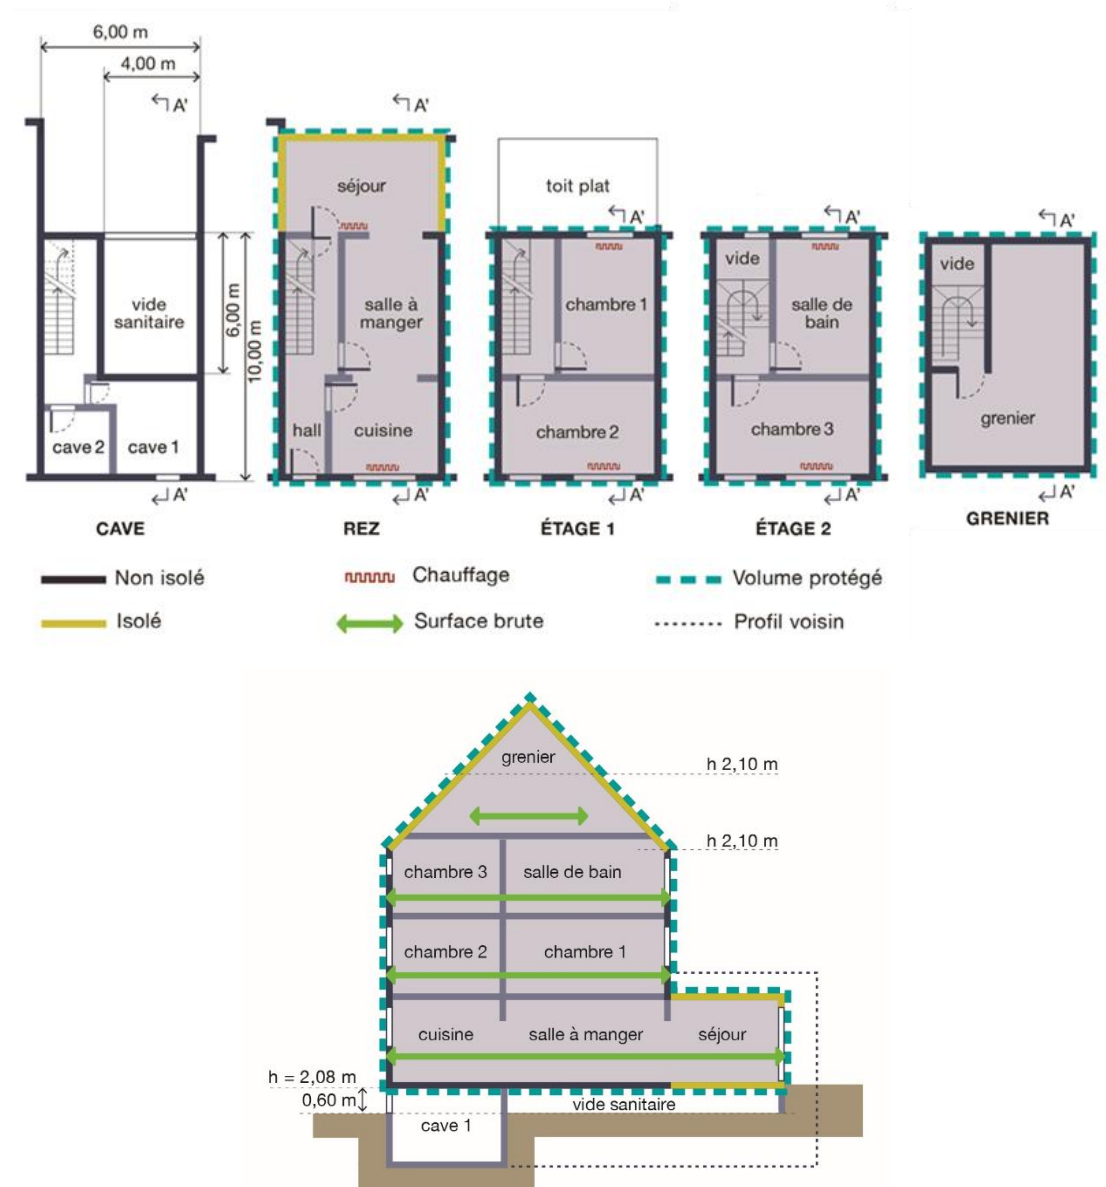 6,00 m
4,00 m
A'
A'
séjour
toit plat
A'
A'
A'
vide
sanitaire
6,00 m
10,00 m
salle à
manger
chambre 1
vide
salle de
bain
vide
cave 2
cave 1
hall
cuisine
chambre 2
chambre 3
grenier
A'
A'
A'
A'
A'
CAVE
REZ
ÉTAGE 1
ÉTAGE 2
GRENIER
Non isolé
Chauffage
Volume protégé
Isolé
Surface brute
Profil voisin
grenier
h 2,10 m
h 2,10 m
chambre 3
salle de bain
chambre 2
chambre 1
cuisine
salle à manger
séjour
h = 2,08 m
0,60 m
vide sanitaire
cave 1